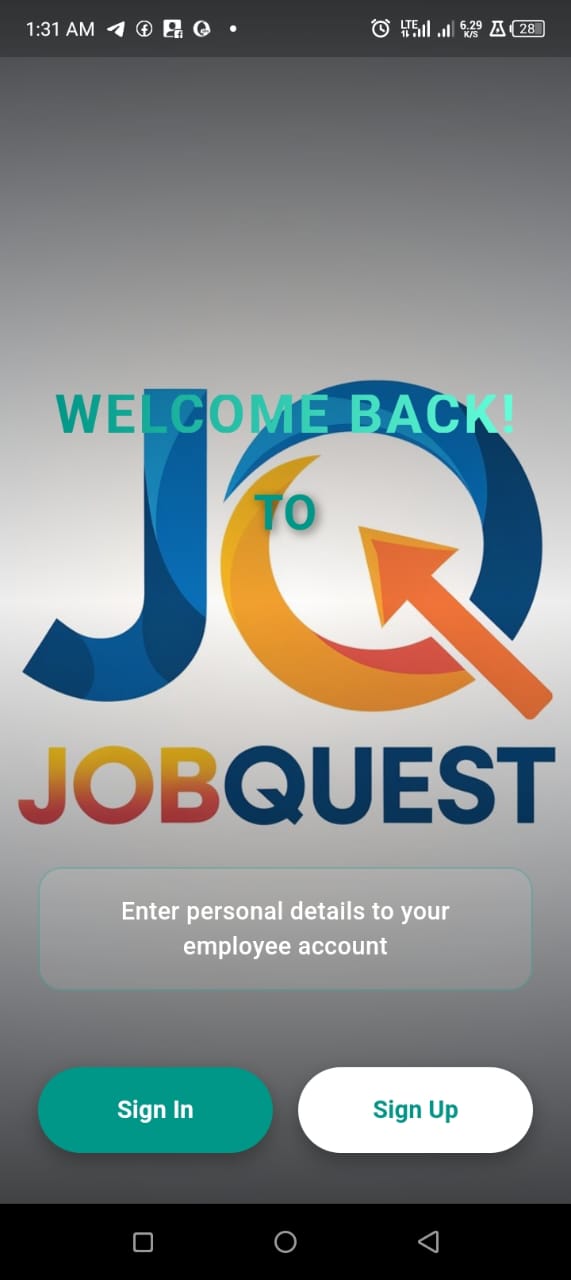 1:31 AM
LTE 6.29 K/S 28
WELCOME BACK!
TO
JQ
JOBQUEST
Enter personal details to your
employee account
Sign In
Sign Up